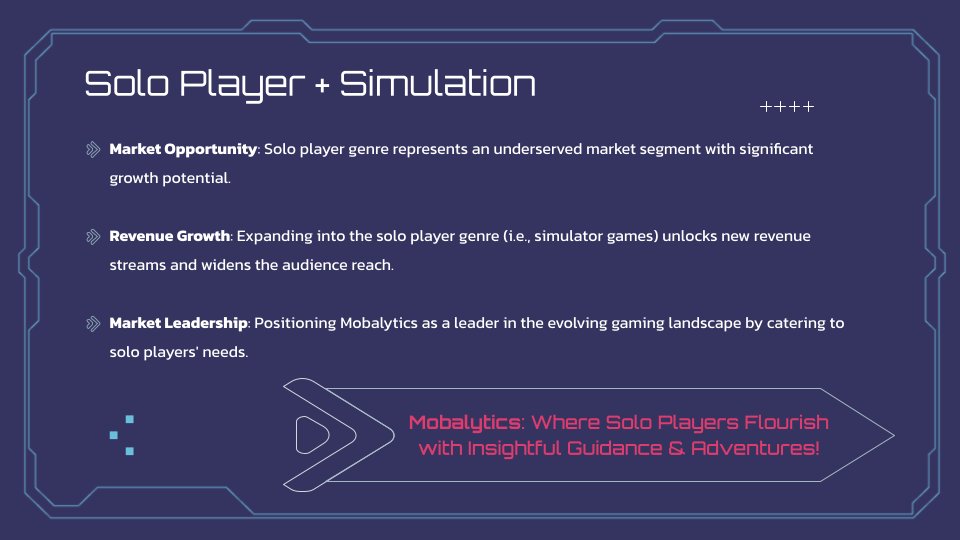 Solo Player + Simulation
++++
Market Opportunity: Solo player genre represents an underserved market segment with significant
growth potential.
Revenue Growth: Expanding into the solo player genre (i.e., simulator games) unlocks new revenue
streams and widens the audience reach.
Market Leadership: Positioning Mobalytics as a leader in the evolving gaming landscape by catering to
solo players' needs.
Mobalytics: Where Solo Players Flourish
with Insightful Guidance & Adventures!